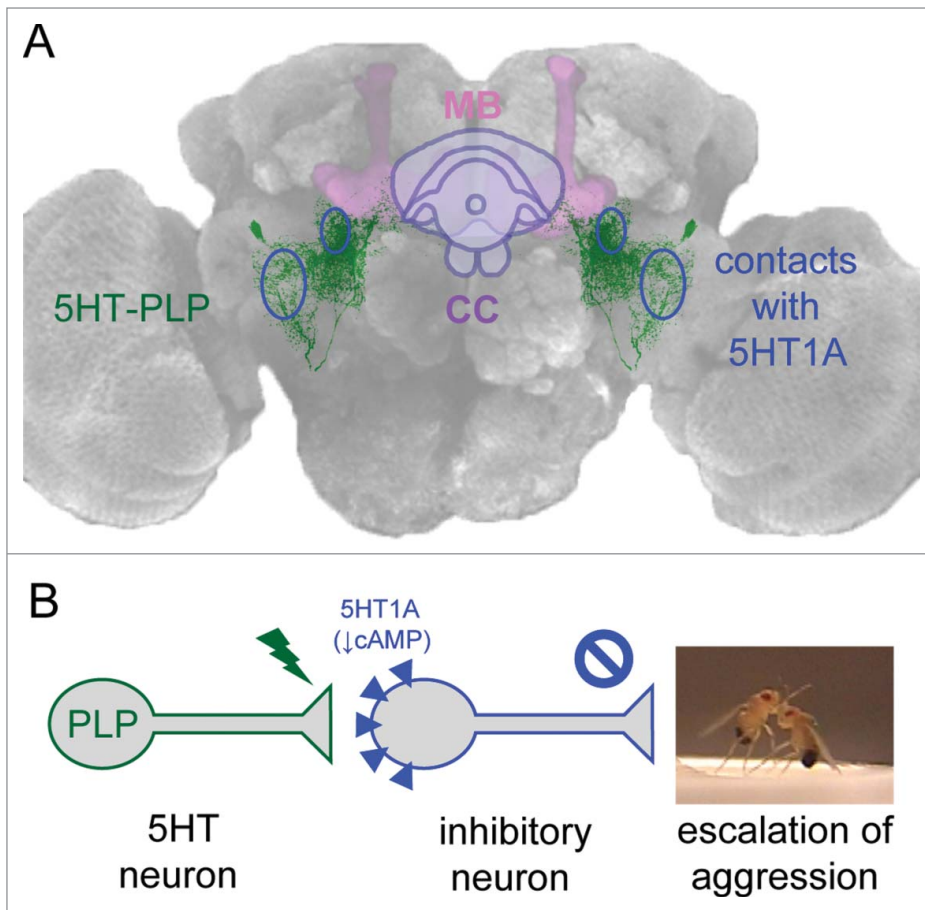 A
MB
5HT-PLP
CC
contacts
with
5HT1A
B
5HT1A
(↓cAMP)
PLP
5HT
neuron
inhibitory
neuron
escalation of
aggression